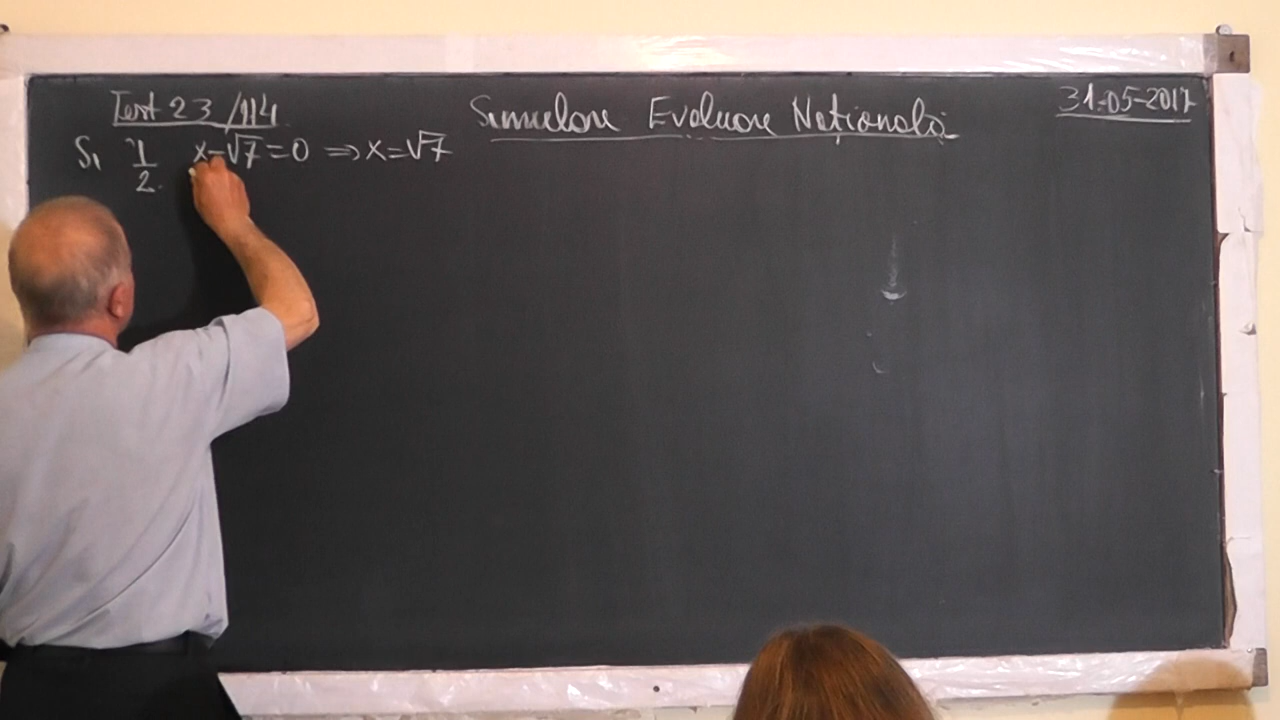 Test 23/114
Simulare Evaluare Națională
31-05-2017
S₁ 1 x-√7=0 ⇒ x=√7
2.